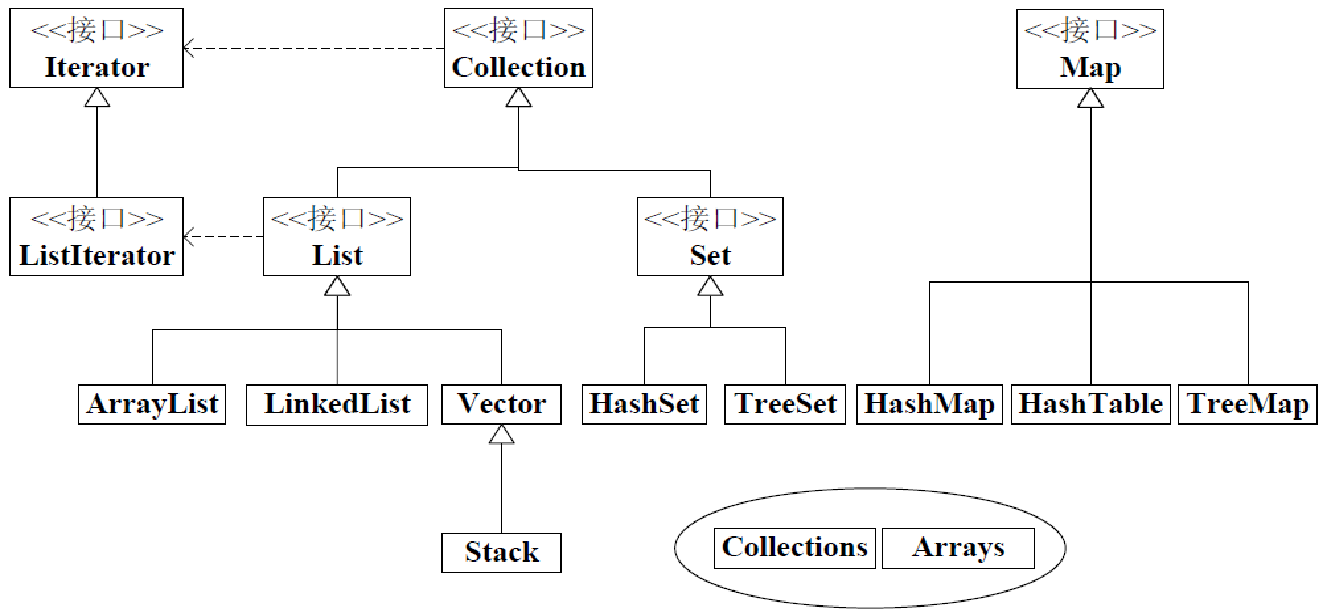 <<接口>>
Iterator
<<接口>>
Collection
<<接口>>
Map
<<接口>>
ListIterator
<<接口>>
List
<<接口>>
Set
ArrayList
LinkedList
Vector
HashSet
TreeSet
HashMap
HashTable
TreeMap
Stack
Collections
Arrays